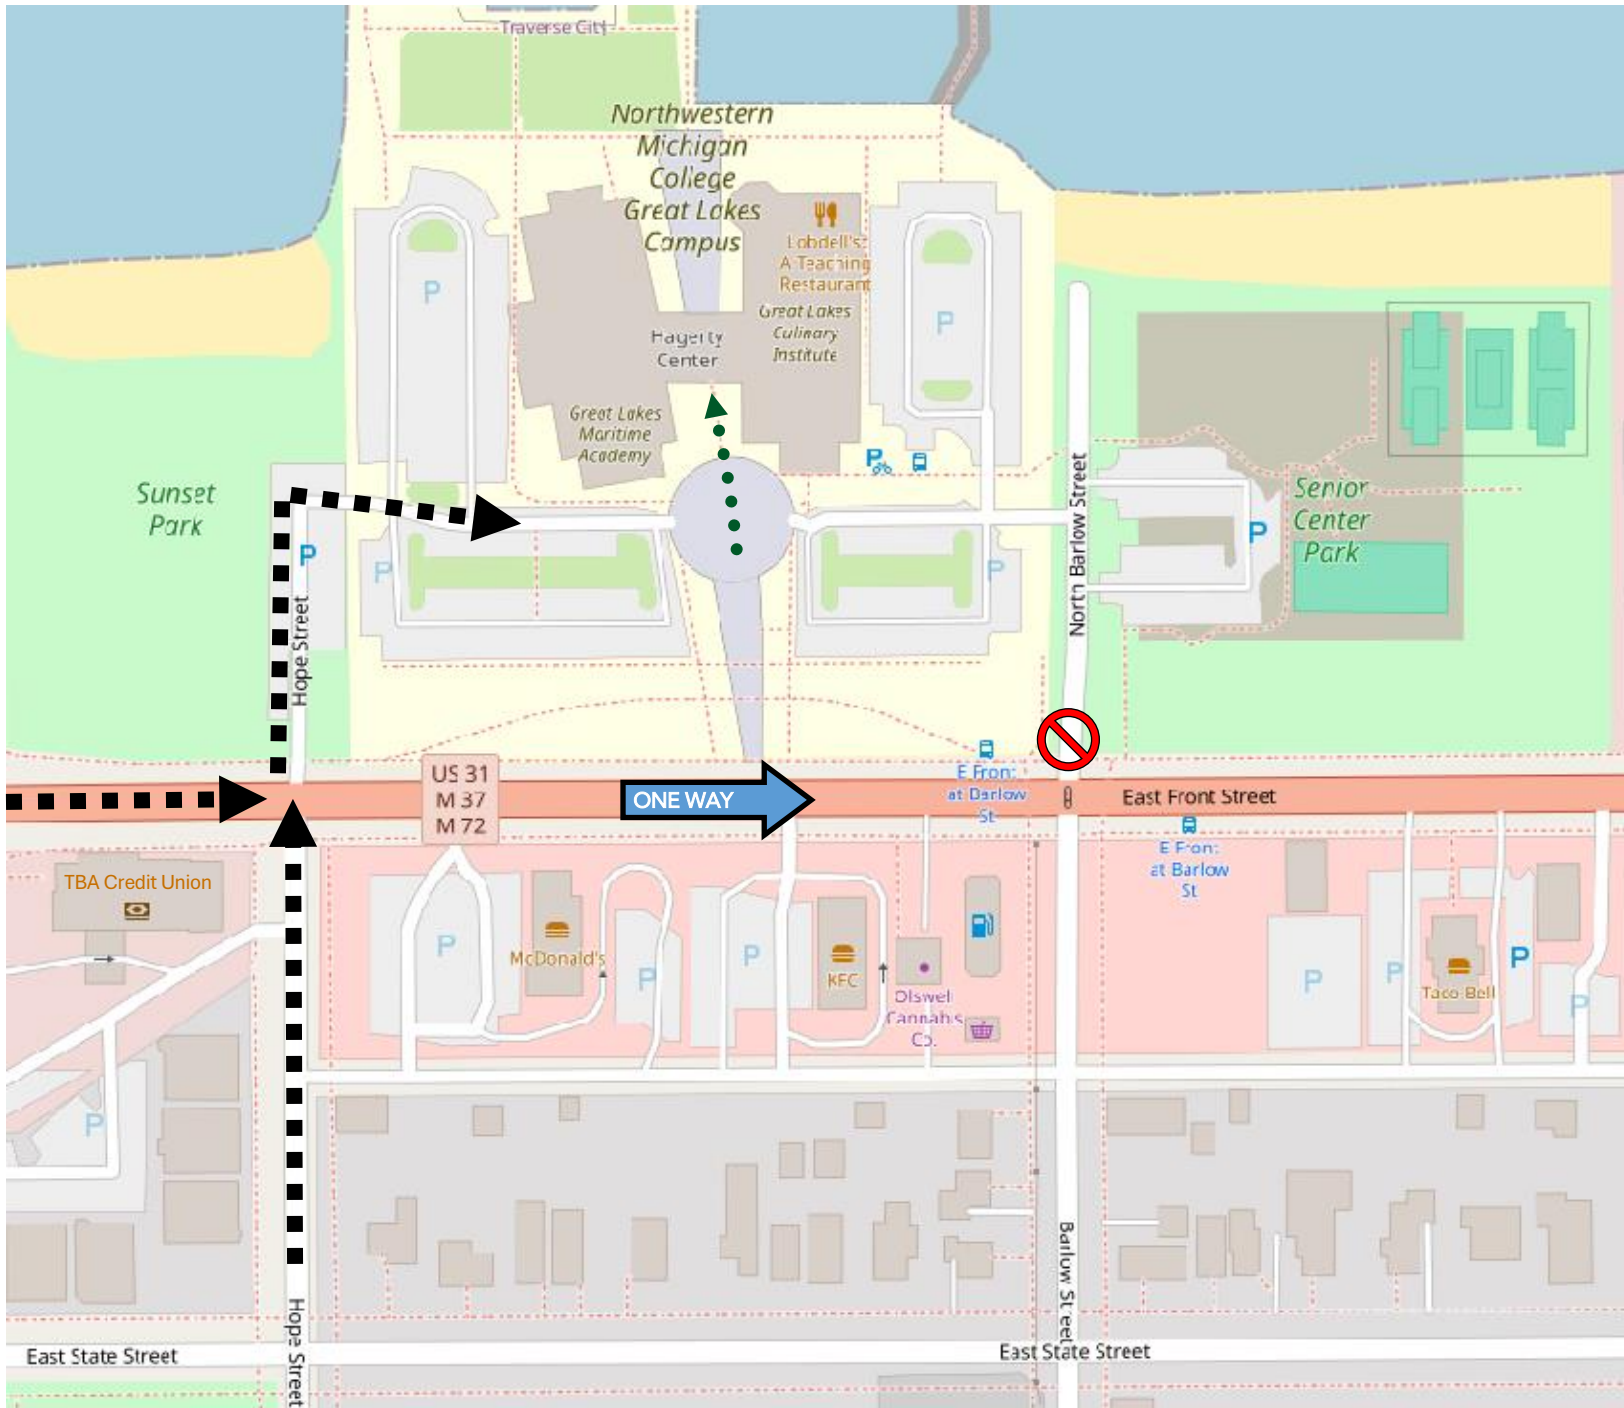 Traverse City
Northwestern
Michigan
College
Great Lakes
Campus
Lobdell's:
A Teaching
Restaurant
Great Lakes
Culinary
Institute
Hagerty
Center
Great Lakes
Maritime
Academy
P
P
P
P
P
P
P
Sunset
Park
Senior
Center
Park
Hope Street
North Barlow Street
US 31
M 37
M 72
ONE WAY
E Front
at Barlow
St
East Front Street
E Front
at Barlow
St
TBA Credit Union
McDonald's
KFC
Olswell
Cannabis
Co.
Taco Bell
P
P
P
P
P
P
P
P
Hope Street
Barlow Street
East State Street
East State Street